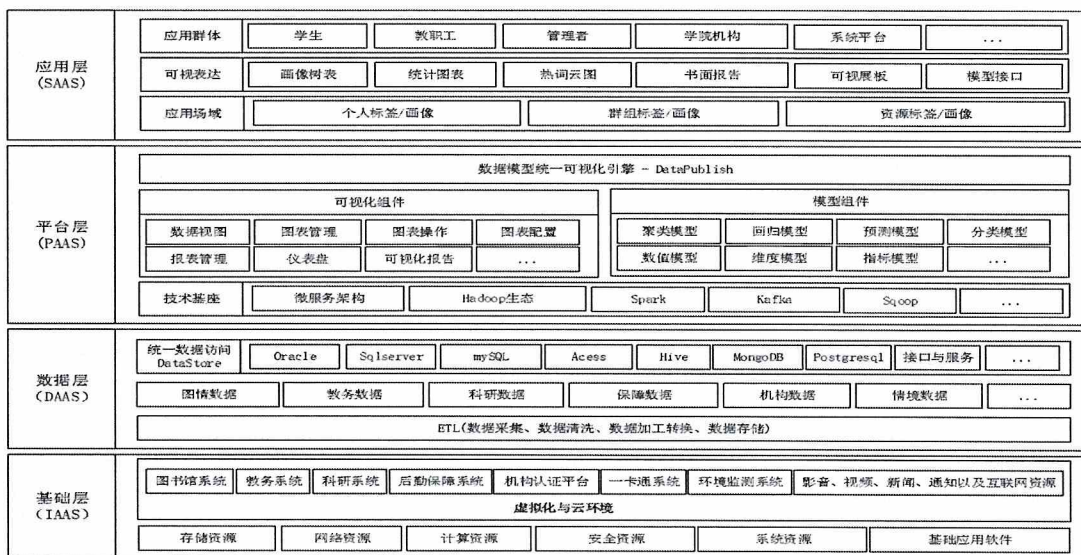 应用层
(SAAS)
应用群体 学生 教职工 管理者 学院机构 系统平台 ...
可视表达 画像树表 统计图表 热词云图 书面报告 可视展板 模型接口
应用场域 个人标签/画像 群组标签/画像 资源标签/画像
平台层
(PAAS)
数据模型统一可视化引擎 - DataPublish
可视化组件
数据视图 图表管理 图表操作 图表配置
报表管理 仪表盘 可视化报告 ...
模型组件
聚类模型 回归模型 预测模型 分类模型
数值模型 维度模型 指标模型 ...
技术基座 微服务架构 Hadoop生态 Spark Kafka Sqoop ...
数据层
(DAAS)
统一数据访问
DataStore
Oracle Sqlserver mySQL Acess Hive MongoDB Postgresql 接口与服务 ...
图情数据 教务数据 科研数据 保障数据 机构数据 情境数据 ...
ETL(数据采集、数据清洗、数据加工转换、数据存储)
基础层
(IAAS)
图书馆系统 教务系统 科研系统 后勤保障系统 机构认证平台 一卡通系统 环境监测系统 影音、视频、新闻、通知以及互联网资源
虚拟化与云环境
存储资源 网络资源 计算资源 安全资源 系统资源 基础应用软件